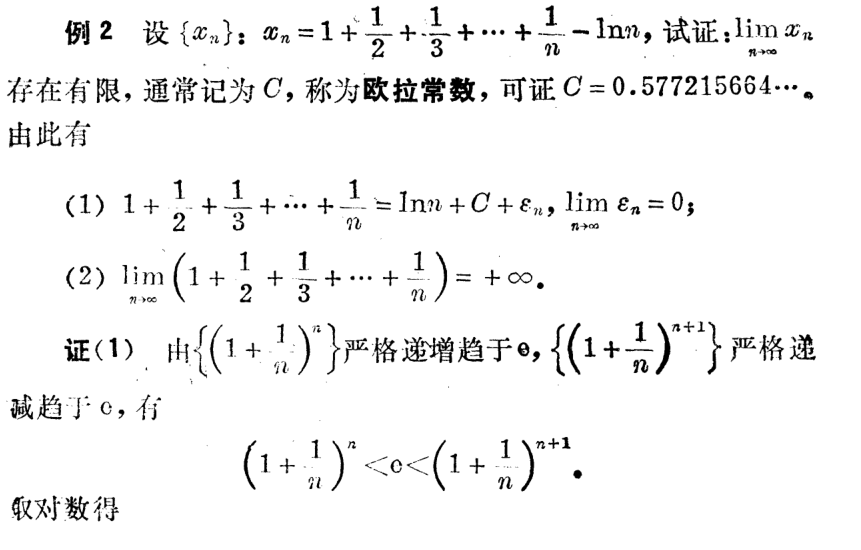 例2 设 {xₙ}: xₙ = 1 + 1/2 + 1/3 + ⋯ + 1/n − lnn, 试证: lim_{n→∞} xₙ
存在有限, 通常记为 C, 称为欧拉常数, 可证 C = 0.577215664⋯。
由此有
(1) 1 + 1/2 + 1/3 + ⋯ + 1/n = lnn + C + εₙ, lim_{n→∞} εₙ = 0;
(2) lim_{n→∞} (1 + 1/2 + 1/3 + ⋯ + 1/n) = +∞.
证(1) 由{(1 + 1/n)ⁿ}严格递增趋于e, {(1 + 1/n)ⁿ⁺¹} 严格递
减趋于 e, 有
(1 + 1/n)ⁿ < e < (1 + 1/n)ⁿ⁺¹.
取对数得